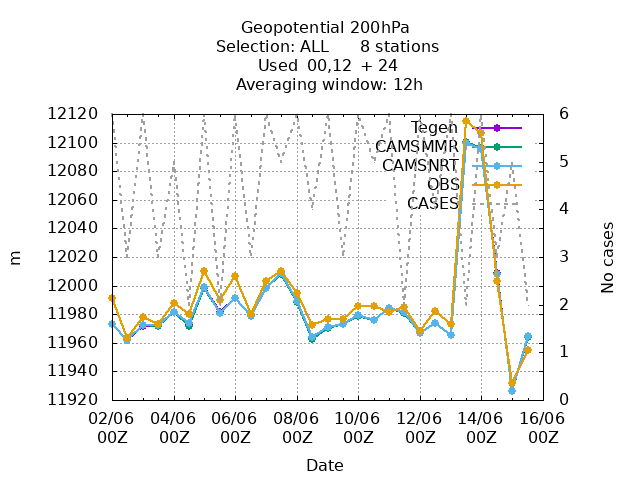 Geopotential 200hPa
Selection: ALL 8 stations
Used 00,12 + 24
Averaging window: 12h
12120
12100
12080
12060
12040
12020
12000
11980
11960
11940
11920
m
Tegen
CAMSMMR
CAMSNRT
OBS
CASES
6
5
4
3
2
1
0
No cases
02/06 04/06 06/06 08/06 10/06 12/06 14/06 16/06
00Z 00Z 00Z 00Z 00Z 00Z 00Z 00Z
Date